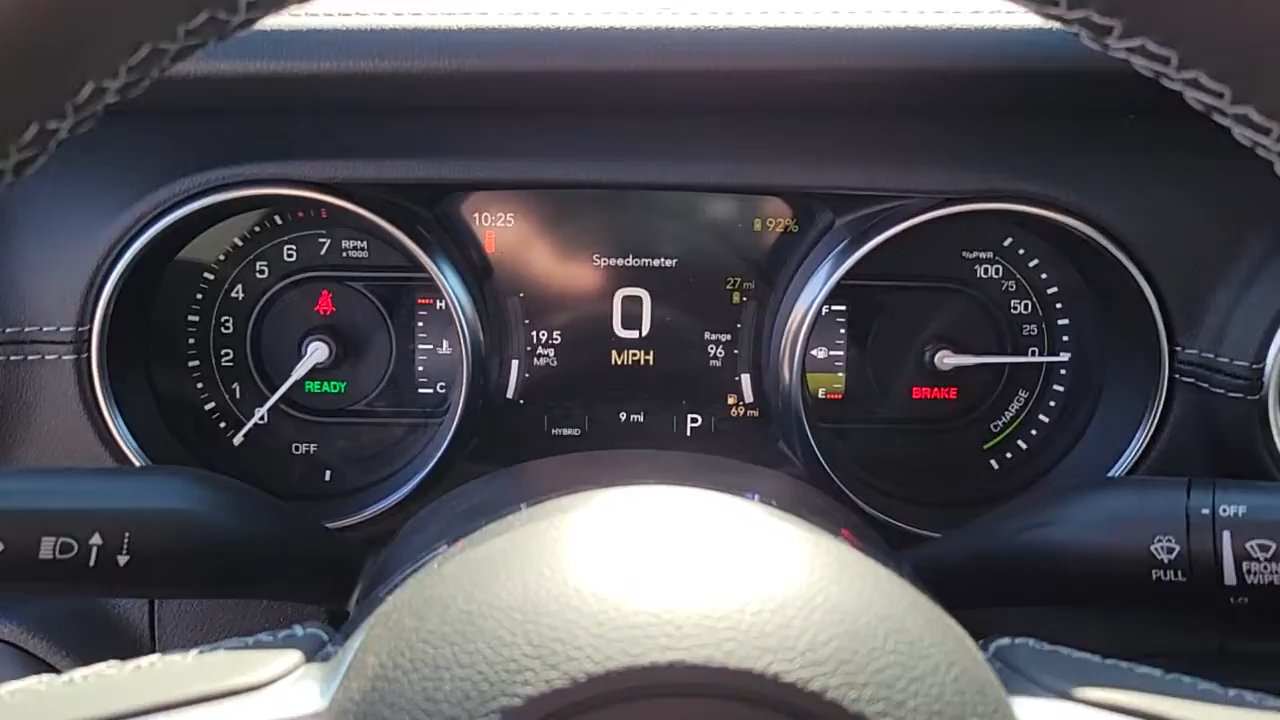 10:25
92%
Speedometer
0
MPH
19.5
Avg
MPG
27 mi
Range
96
mi
69 mi
HYBRID
9 mi
P
RPM
x1000
7
6
5
4
3
2
1
0
OFF
READY
H
C
%PWR
100
75
50
25
0
CHARGE
F
E
BRAKE
PULL
OFF
FRON
WIPE